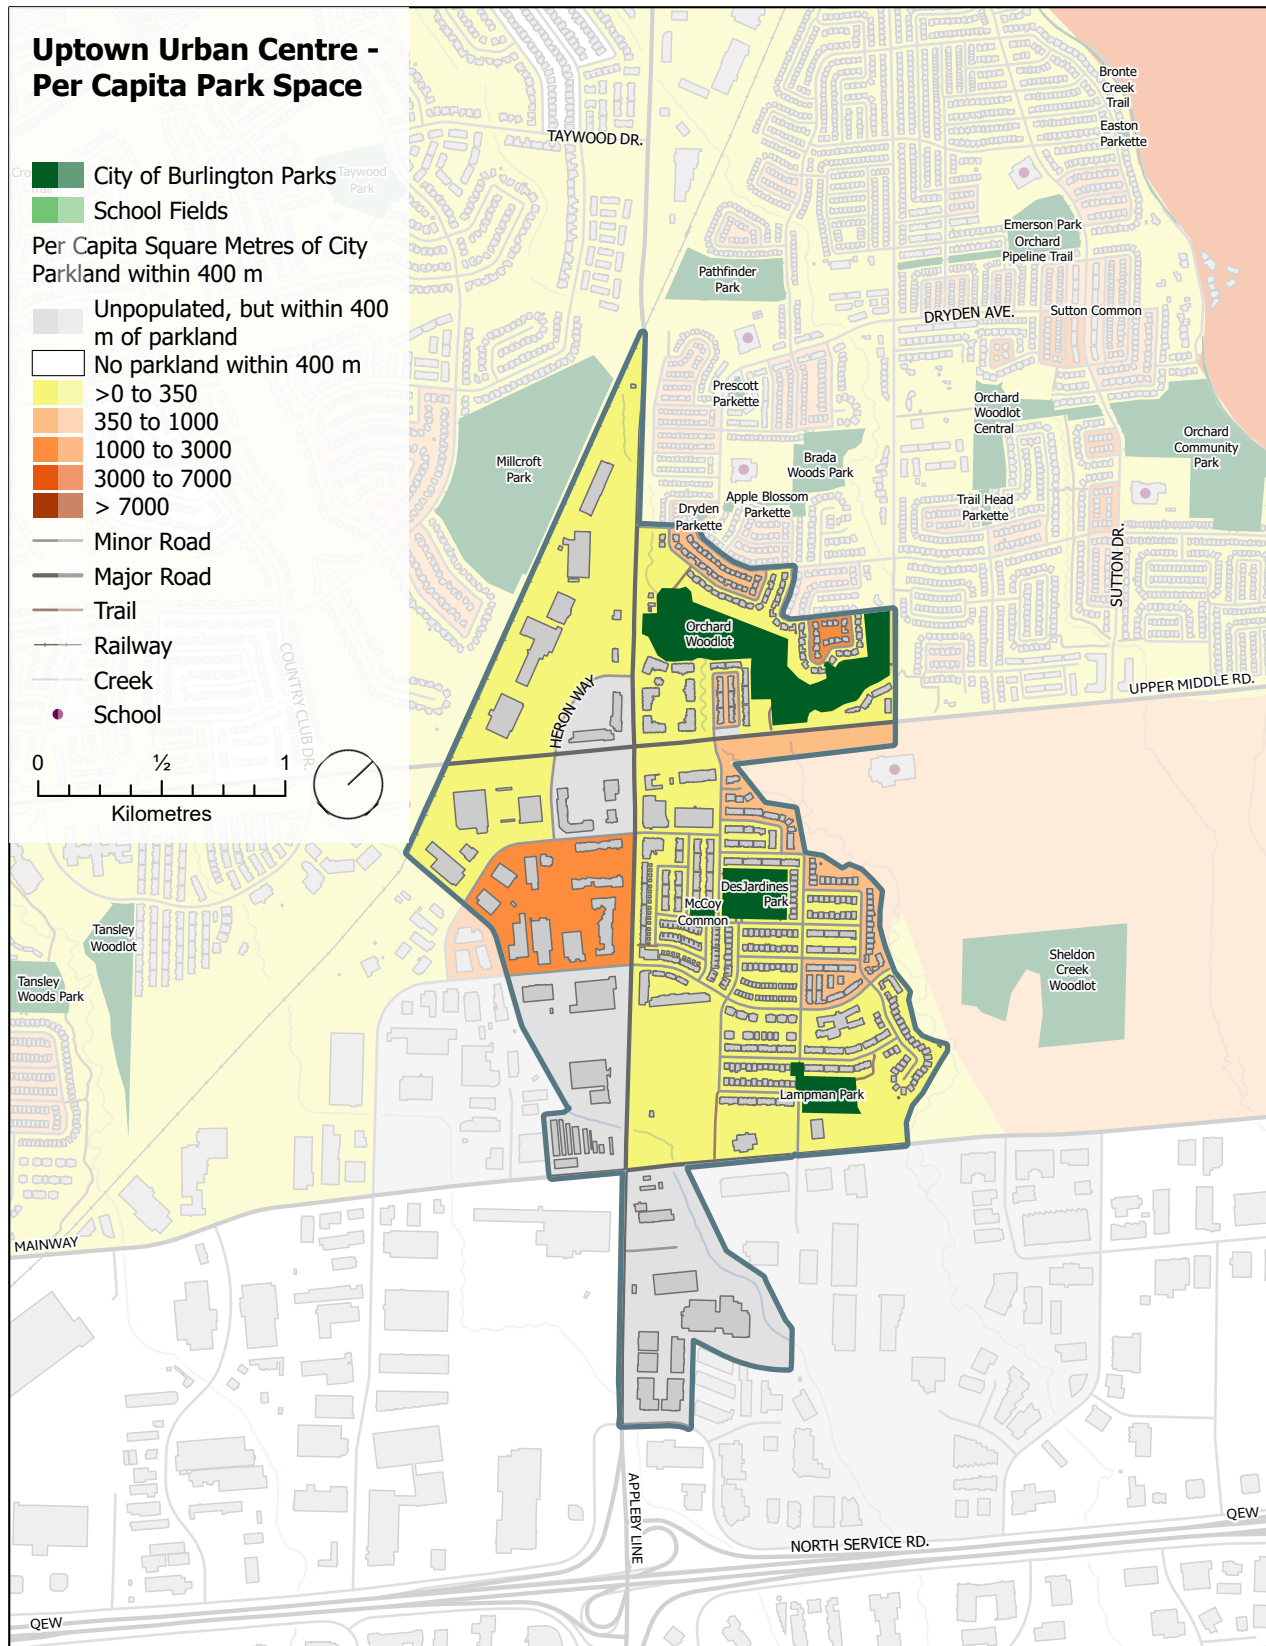 Uptown Urban Centre -
Per Capita Park Space
City of Burlington Parks
School Fields
Per Capita Square Metres of City
Parkland within 400 m
Unpopulated, but within 400
m of parkland
No parkland within 400 m
>0 to 350
350 to 1000
1000 to 3000
3000 to 7000
> 7000
Minor Road
Major Road
Trail
Railway
Creek
School
0 ½ 1
Kilometres
Taywood
Park
COUNTRY CLUB DR.
TAYWOOD DR.
Bronte
Creek
Trail
Easton
Parkette
Emerson Park
Orchard
Pipeline Trail
Pathfinder
Park
DRYDEN AVE.
Sutton Common
Prescott
Parkette
Orchard
Woodlot
Central
Orchard
Community
Park
Millcroft
Park
Brada
Woods Park
Apple Blossom
Parkette
Dryden
Parkette
Trail Head
Parkette
SUTTON DR.
Orchard
Woodlot
UPPER MIDDLE RD.
HERON WAY
DesJardines
Park
McCoy
Common
Tansley
Woodlot
Tansley
Woods Park
Sheldon
Creek
Woodlot
Lampman Park
MAINWAY
APPLEBY LINE
NORTH SERVICE RD.
QEW
QEW